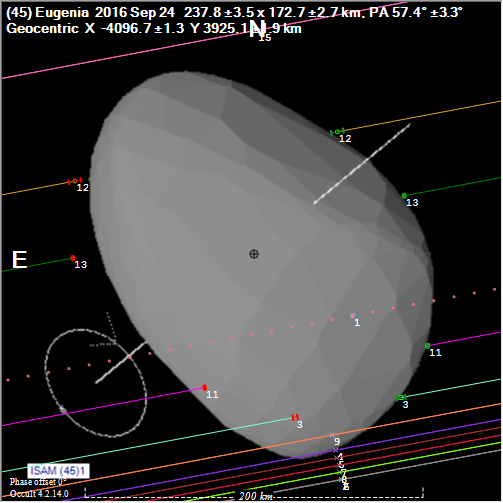 (45) Eugenia 2016 Sep 24 237.8 ±3.5 x 172.7 ±2.7 km, PA 57.4° ±3.3°
Geocentric X -4096.7 ±1.3 Y 3925.1 km
N
15
12
12
13
13
E
1
11
11
3
3
9
ISAM (45)1
Phase offset 0°
Occult 4.2.14.0
200 km